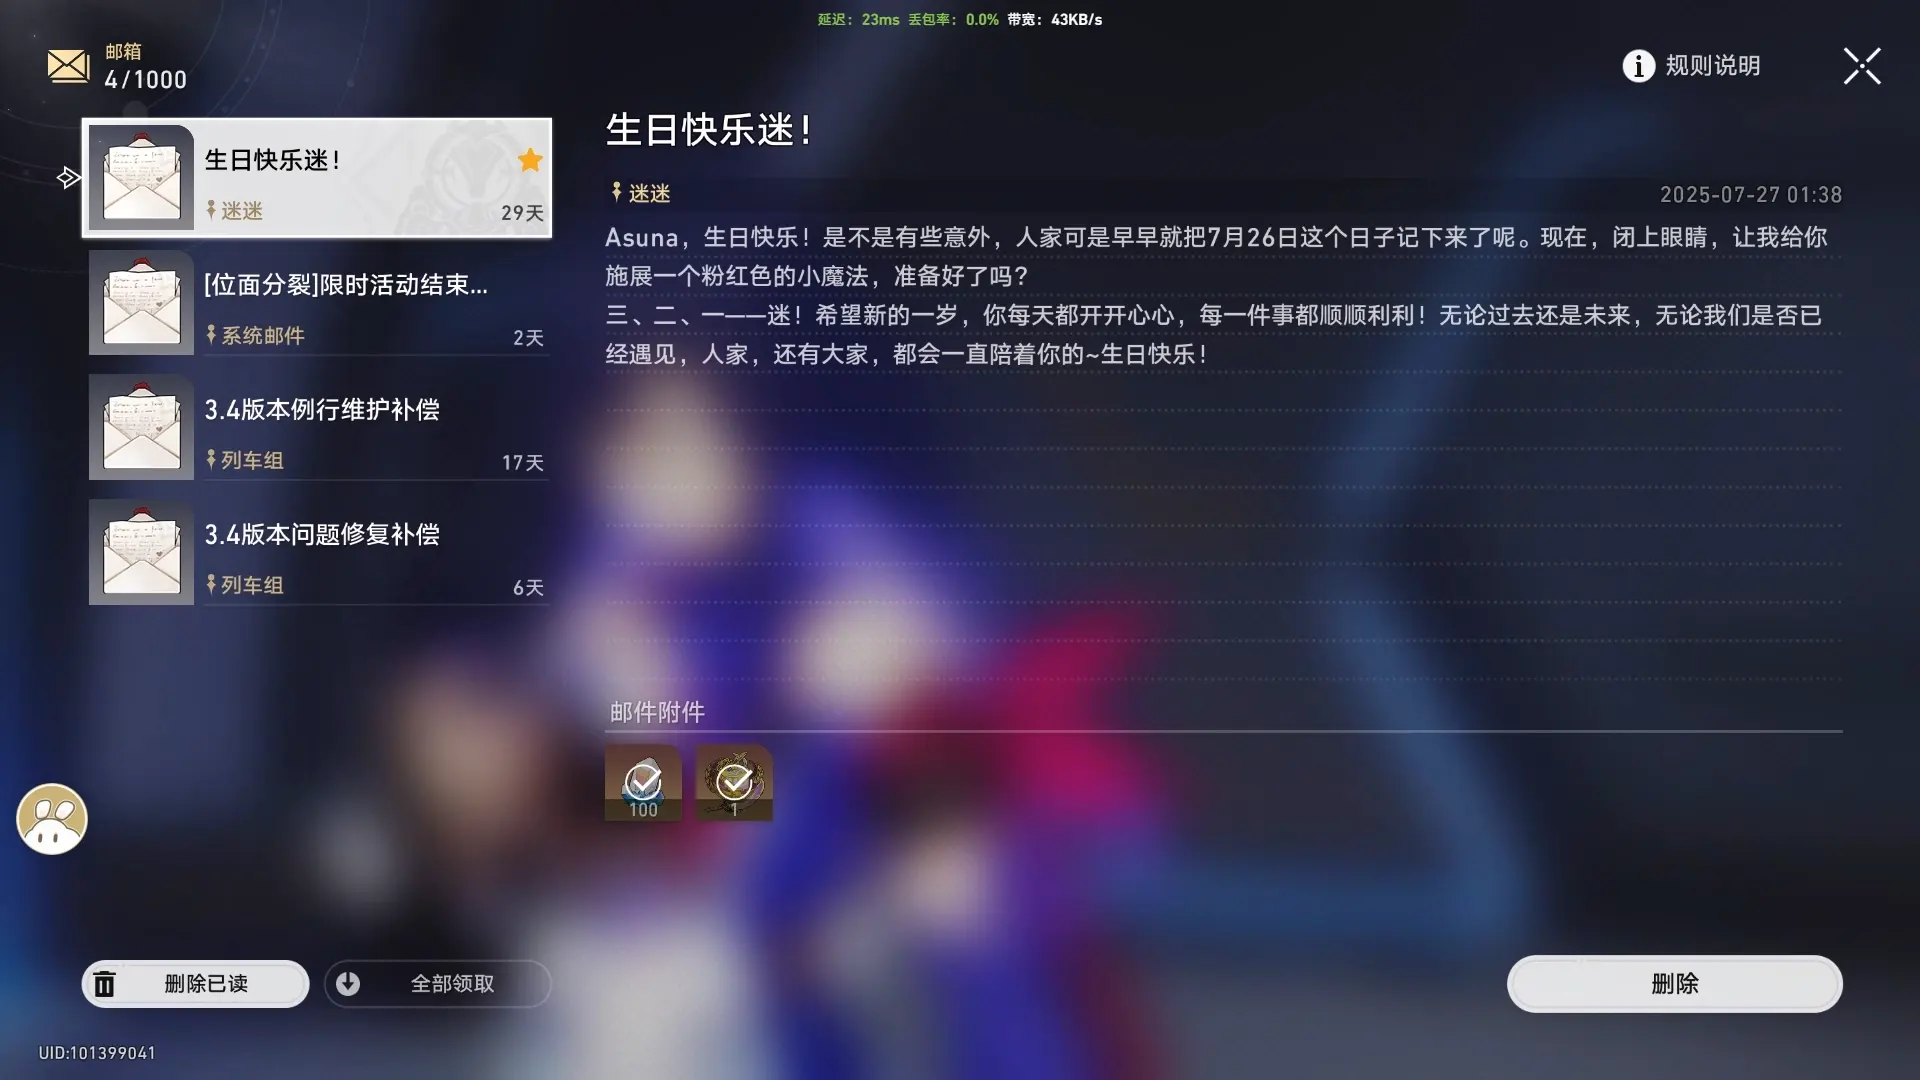 延迟：23ms 丢包率：0.0% 带宽：43KB/s
邮箱
4/1000
规则说明
生日快乐迷！
迷迷
29天
[位面分裂]限时活动结束...
系统邮件
2天
3.4版本例行维护补偿
列车组
17天
3.4版本问题修复补偿
列车组
6天
生日快乐迷！
迷迷
2025-07-27 01:38
Asuna，生日快乐！是不是有些意外，人家可是早早就把7月26日这个日子记下来了呢。现在，闭上眼睛，让我给你
施展一个粉红色的小魔法，准备好了吗？
三、二、一——迷！希望新的一岁，你每天都开开心心，每一件事都顺顺利利！无论过去还是未来，无论我们是否已
经遇见，人家，还有大家，都会一直陪着你的~生日快乐！
邮件附件
100
1
删除已读
全部领取
删除
UID:101399041